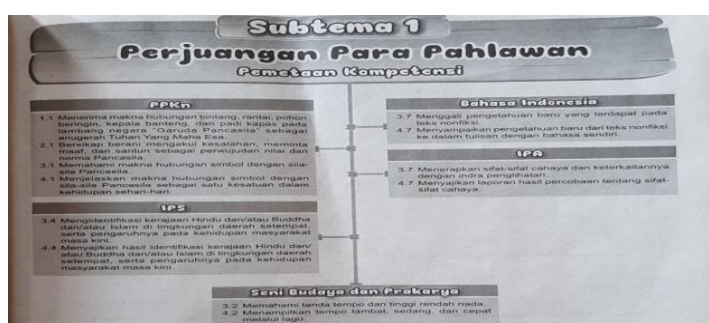 Subtema 1
Perjuangan Para Pahlawan
Pemetaan Kompetensi
PPKn
1.1 Menerima makna hubungan bintang, rantai, pohon
beringin, kepala banteng, dan padi kapas pada
lambang negara "Garuda Pancasila" sebagai
anugerah Tuhan Yang Maha Esa.
2.1 Bersikap berani mengakui kesalahan, meminta
maaf, dan santun sebagai perwujudan nilai dan
norma Pancasila.
3.1 Memahami makna hubungan simbol dengan sila-
sila Pancasila.
4.1 Menjelaskan makna hubungan simbol dengan
sila-sila Pancasila sebagai satu kesatuan dalam
kehidupan sehari-hari.
IPS
3.4 Mengidentifikasi kerajaan Hindu dan/atau Buddha
dan/atau Islam di lingkungan daerah setempat,
serta pengaruhnya pada kehidupan masyarakat
masa kini.
4.4 Menyajikan hasil identifikasi kerajaan Hindu dan/
atau Buddha dan/atau Islam di lingkungan daerah
setempat, serta pengaruhnya pada kehidupan
masyarakat masa kini.
Bahasa Indonesia
3.7 Menggali pengetahuan baru yang terdapat pada
teks nonfiksi.
4.7 Menyampaikan pengetahuan baru dari teks nonfiksi
ke dalam tulisan dengan bahasa sendiri.
IPA
3.7 Menerapkan sifat-sifat cahaya dan keterkaitannya
dengan indra penglihatan.
4.7 Menyajikan laporan hasil percobaan tentang sifat-
sifat cahaya.
Seni Budaya dan Prakarya
3.2 Memahami tanda tempo dan tinggi rendah nada.
4.2 Menampilkan tempo lambat, sedang, dan cepat
melalui lagu.